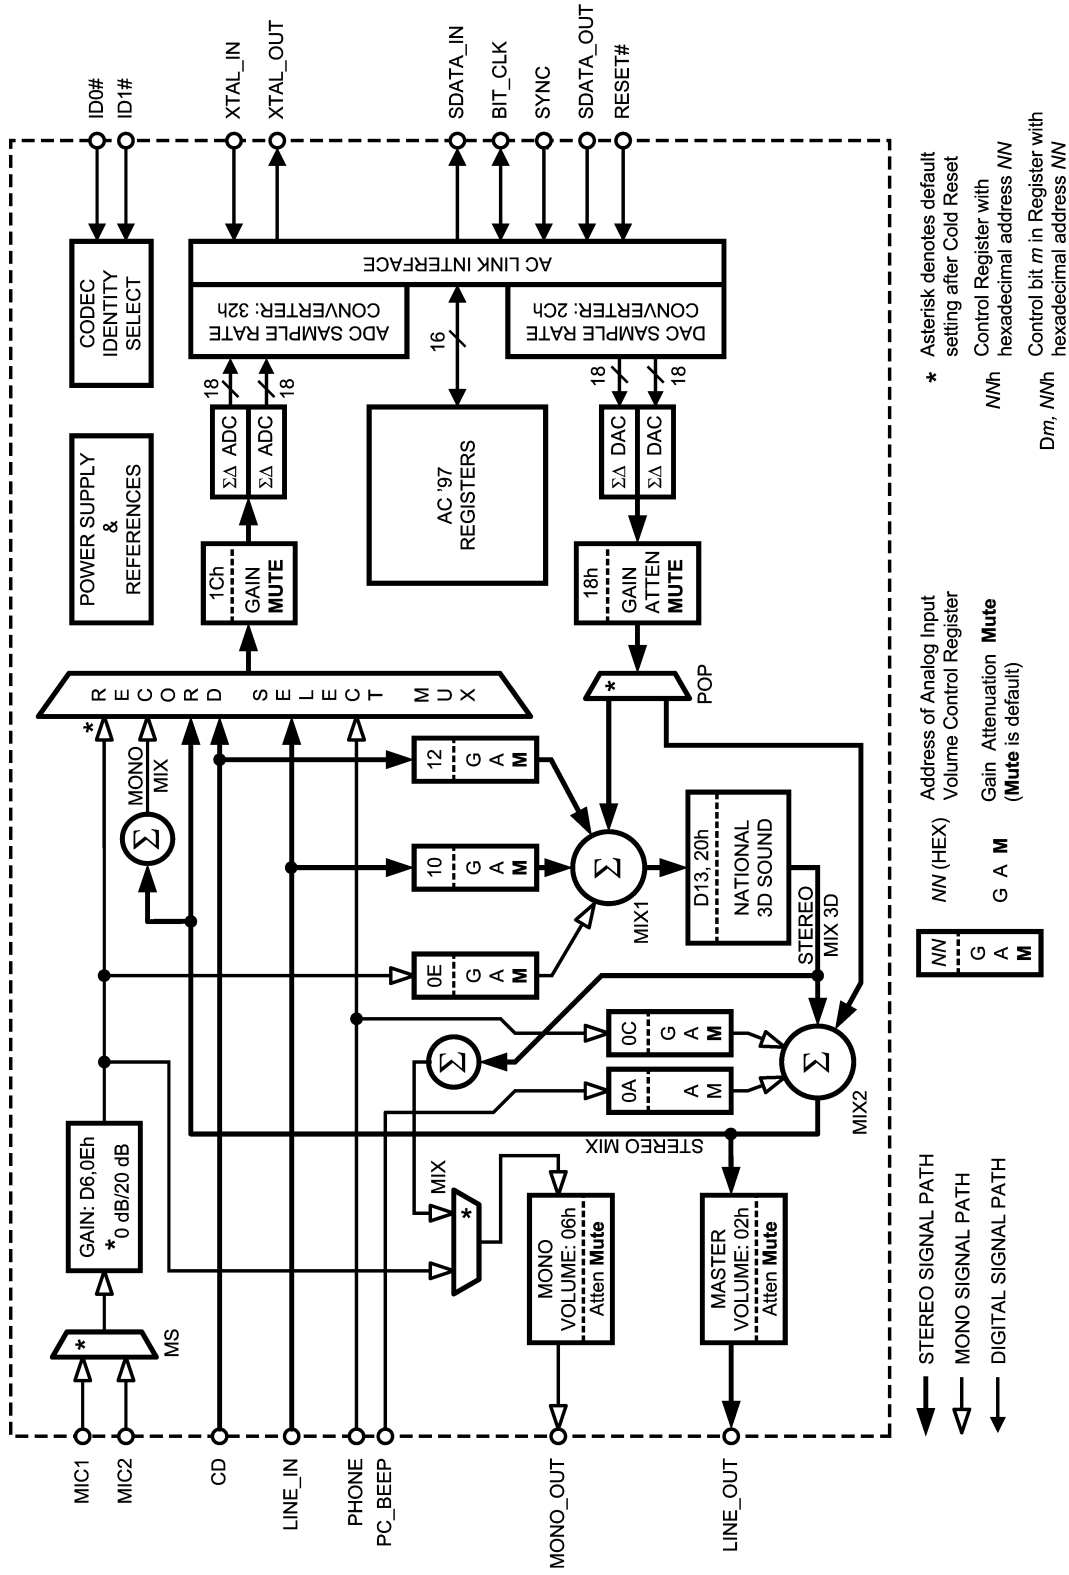 MIC1
MIC2
CD
LINE_IN
PHONE
PC_BEEP
MONO_OUT
LINE_OUT
*
MS
GAIN: D6,0Eh
* 0 dB/20 dB
MIX
*
MONO
VOLUME: 06h
Atten Mute
MASTER
VOLUME: 02h
Atten Mute
STEREO MIX
Σ
MONO
MIX
Σ
0E
G
A
M
10
G
A
M
12
G
A
M
0C
G
A
M
0A
A
M
Σ
MIX1
Σ
MIX2
D13, 20h
NATIONAL
3D SOUND
STEREO
MIX 3D
*
RECORD SELECT MUX
*
POP
1Ch
GAIN
MUTE
18h
GAIN
ATTEN
MUTE
ΣΔ ADC
ΣΔ ADC
18
18
ΣΔ DAC
ΣΔ DAC
18
18
POWER SUPPLY
&
REFERENCES
CODEC
IDENTITY
SELECT
AC '97
REGISTERS
16
ADC SAMPLE RATE
CONVERTER: 32h
DAC SAMPLE RATE
CONVERTER: 2Ch
AC LINK INTERFACE
ID0#
ID1#
XTAL_IN
XTAL_OUT
SDATA_IN
BIT_CLK
SYNC
SDATA_OUT
RESET#
STEREO SIGNAL PATH
MONO SIGNAL PATH
DIGITAL SIGNAL PATH
NN
G
A
M
NN (HEX)
Address of Analog Input
Volume Control Register
G A M
Gain Attenuation Mute
(Mute is default)
* Asterisk denotes default
setting after Cold Reset
NNh Control Register with
hexadecimal address NN
Dm, NNh Control bit m in Register with
hexadecimal address NN